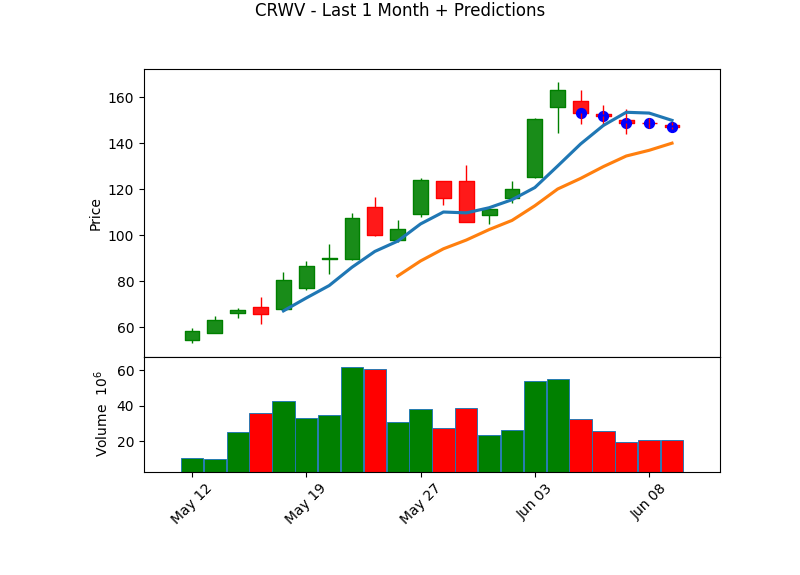 CRWV - Last 1 Month + Predictions
160
140
120
100
80
60
Price
60
40
20
Volume 10^6
May 12
May 19
May 27
Jun 03
Jun 08